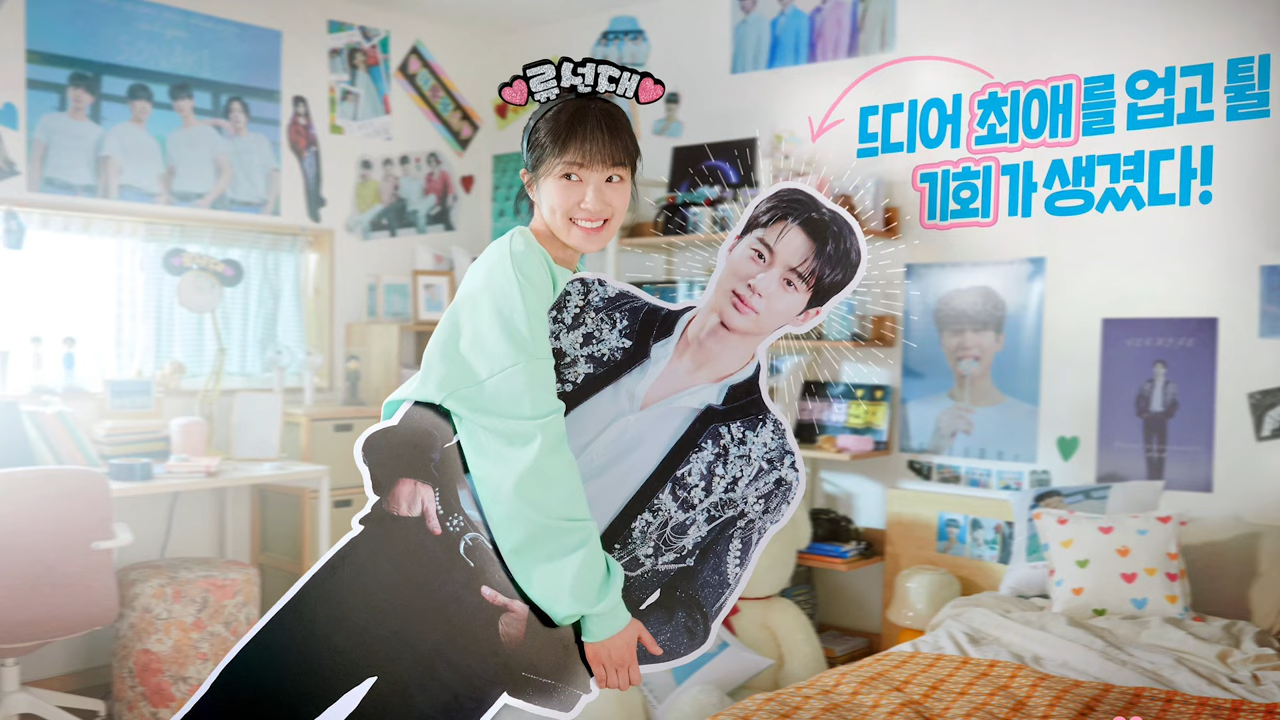 류선재
드디어 최애를 업고 튈
기회가 생겼다!